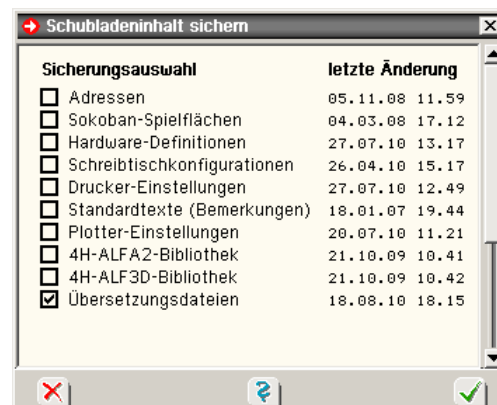 Schubladeninhalt sichern
Sicherungsauswahl letzte Änderung
Adressen 05.11.08 11.59
Sokoban-Spielflächen 04.03.08 17.12
Hardware-Definitionen 27.07.10 13.17
Schreibtischkonfigurationen 26.04.10 15.17
Drucker-Einstellungen 27.07.10 12.49
Standardtexte (Bemerkungen) 18.01.07 19.44
Plotter-Einstellungen 20.07.10 11.21
4H-ALFA2-Bibliothek 21.10.09 10.41
4H-ALF3D-Bibliothek 21.10.09 10.42
Übersetzungsdateien 18.08.10 18.15